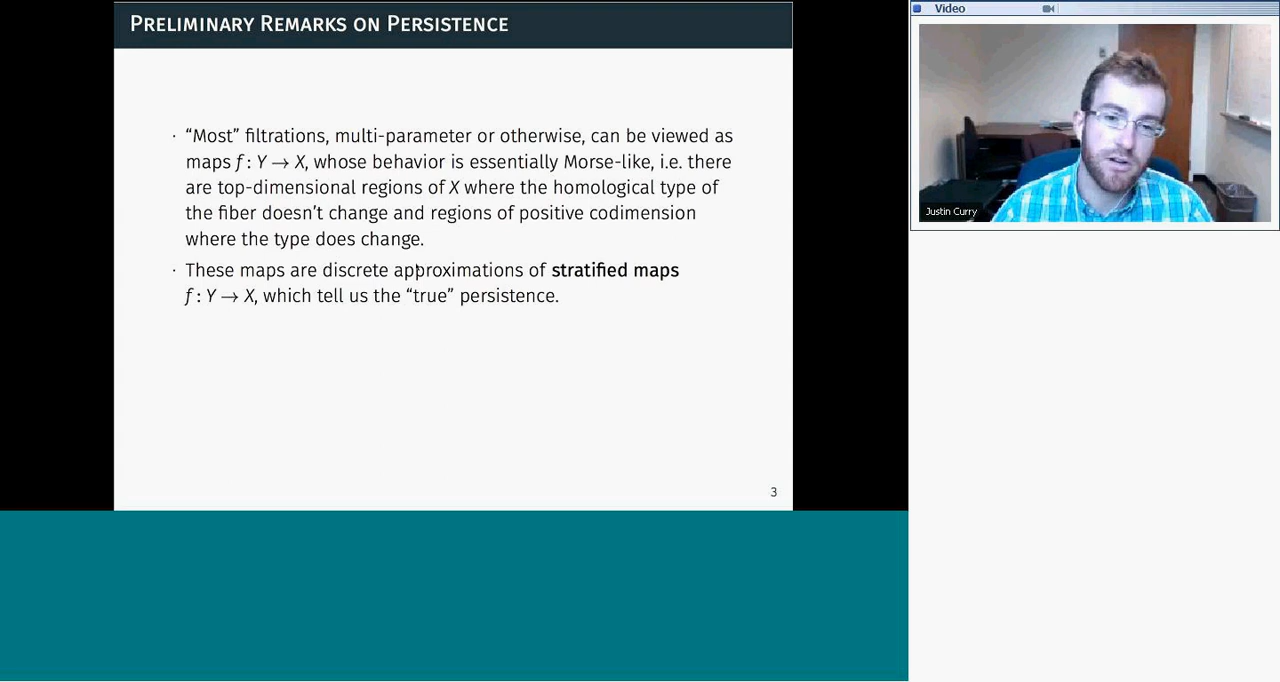 PRELIMINARY REMARKS ON PERSISTENCE
· “Most” filtrations, multi-parameter or otherwise, can be viewed as
maps f : Y → X, whose behavior is essentially Morse-like, i.e. there
are top-dimensional regions of X where the homological type of
the fiber doesn’t change and regions of positive codimension
where the type does change.
· These maps are discrete approximations of stratified maps
f : Y → X, which tell us the “true” persistence.
3
Video
Justin Curry